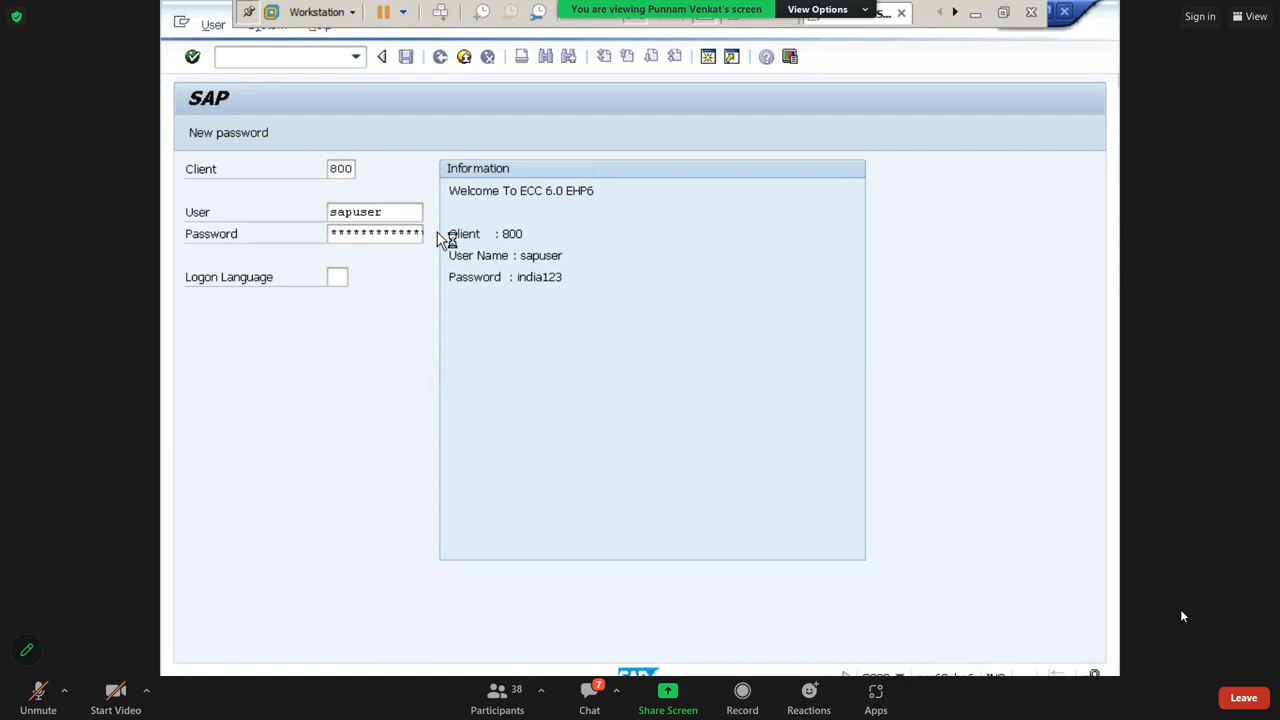 Workstation
You are viewing Punnam Venkat's screen
View Options
S...
Sign in
View
User
SAP
New password
Client 800
User sapuser
Password *************
Logon Language
Information
Welcome To ECC 6.0 EHP6
Client : 800
User Name : sapuser
Password : india123
SAP
Unmute
Start Video
38
Participants
7
Chat
Share Screen
Record
Reactions
Apps
Leave